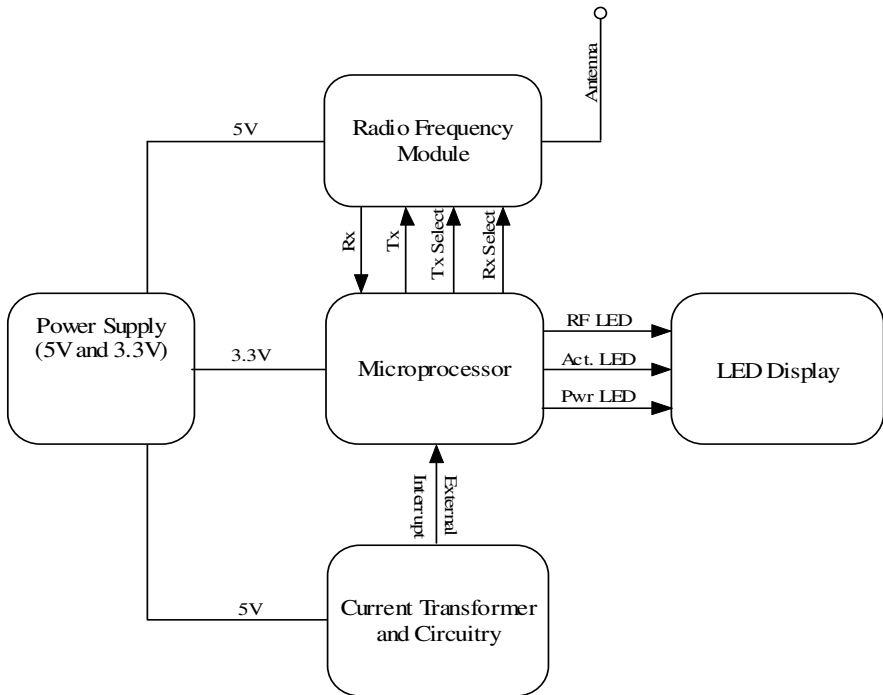 Antenna
Radio Frequency
Module
5V
Rx
Tx
Tx Select
Rx Select
Power Supply
(5V and 3.3V)
3.3V
Microprocessor
RF LED
Act. LED
Pwr LED
LED Display
External
Interrupt
5V
Current Transformer
and Circuitry